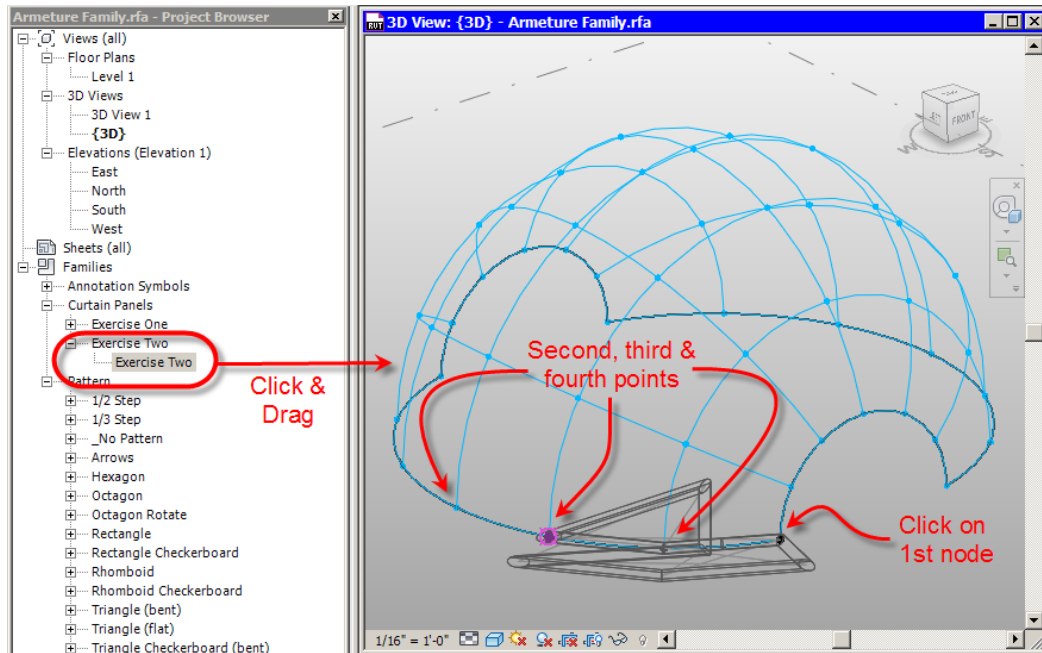 Armeture Family.rfa - Project Browser
Views (all)
Floor Plans
Level 1
3D Views
3D View 1
{3D}
Elevations (Elevation 1)
East
North
South
West
Sheets (all)
Families
Annotation Symbols
Curtain Panels
Exercise One
Exercise Two
Exercise Two
Pattern
1/2 Step
1/3 Step
_No Pattern
Arrows
Hexagon
Octagon
Octagon Rotate
Rectangle
Rectangle Checkerboard
Rhomboid
Rhomboid Checkerboard
Triangle (bent)
Triangle (flat)
Triangle Checkerboard (bent)
Click &
Drag
RVT 3D View: {3D} - Armeture Family.rfa
FRONT
W
Second, third &
fourth points
Click on
1st node
1/16" = 1'-0"